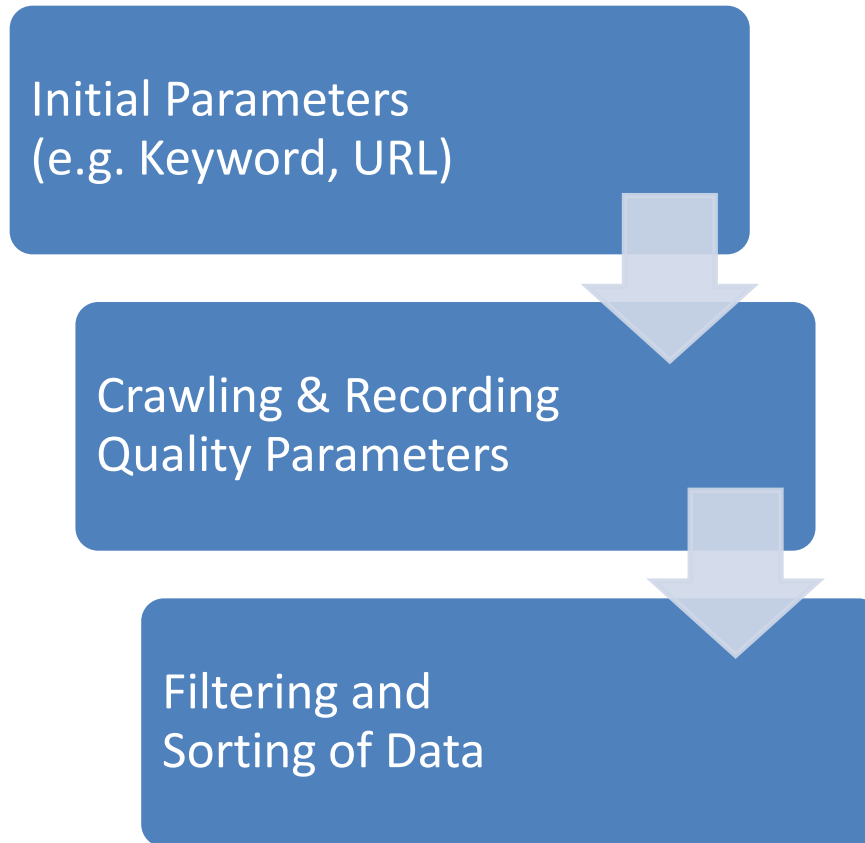 Initial Parameters
(e.g. Keyword, URL)
Crawling & Recording
Quality Parameters
Filtering and
Sorting of Data